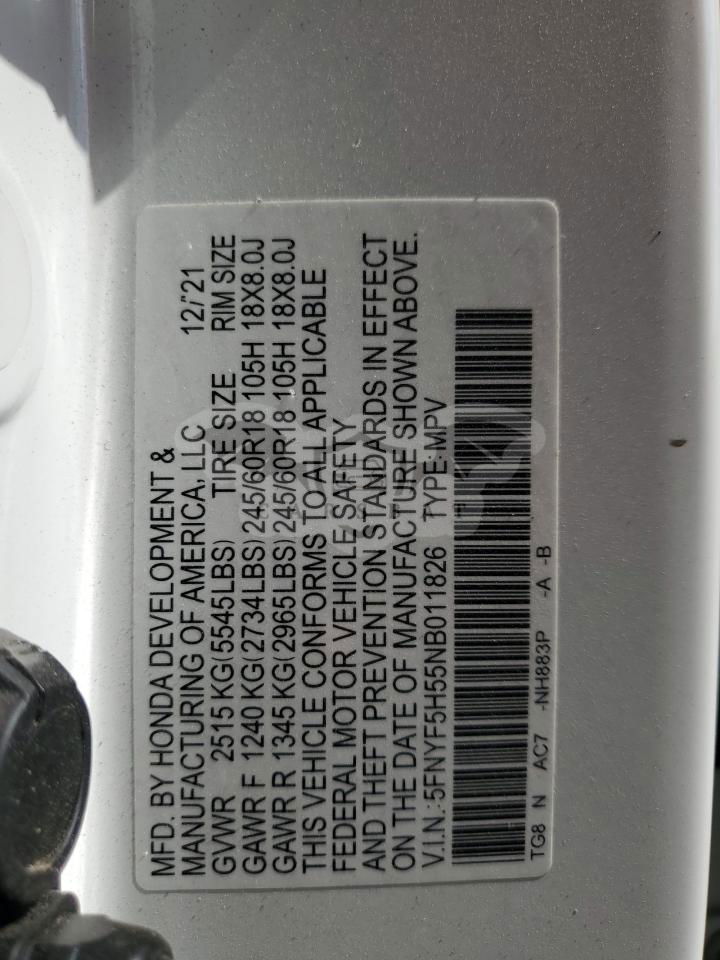 MFD. BY HONDA DEVELOPMENT &
MANUFACTURING OF AMERICA, LLC 12/21
GVWR 2515 KG(5545LBS) TIRE SIZE RIM SIZE
GAWR F 1240 KG(2734LBS) 245/60R18 105H 18X8.0J
GAWR R 1345 KG(2965LBS) 245/60R18 105H 18X8.0J
THIS VEHICLE CONFORMS TO ALL APPLICABLE
FEDERAL MOTOR VEHICLE SAFETY
AND THEFT PREVENTION STANDARDS IN EFFECT
ON THE DATE OF MANUFACTURE SHOWN ABOVE.
V.I.N.:5FNYF5H55NB011826 TYPE:MPV
TG8 N AC7 -NH883P -A -B